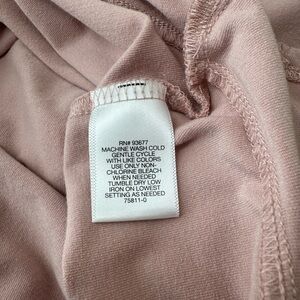 RN# 93677
MACHINE WASH COLD
GENTLE CYCLE
WITH LIKE COLORS
USE ONLY NON-
CHLORINE BLEACH
WHEN NEEDED
TUMBLE DRY LOW
IRON ON LOWEST
SETTING AS NEEDED
75811-0